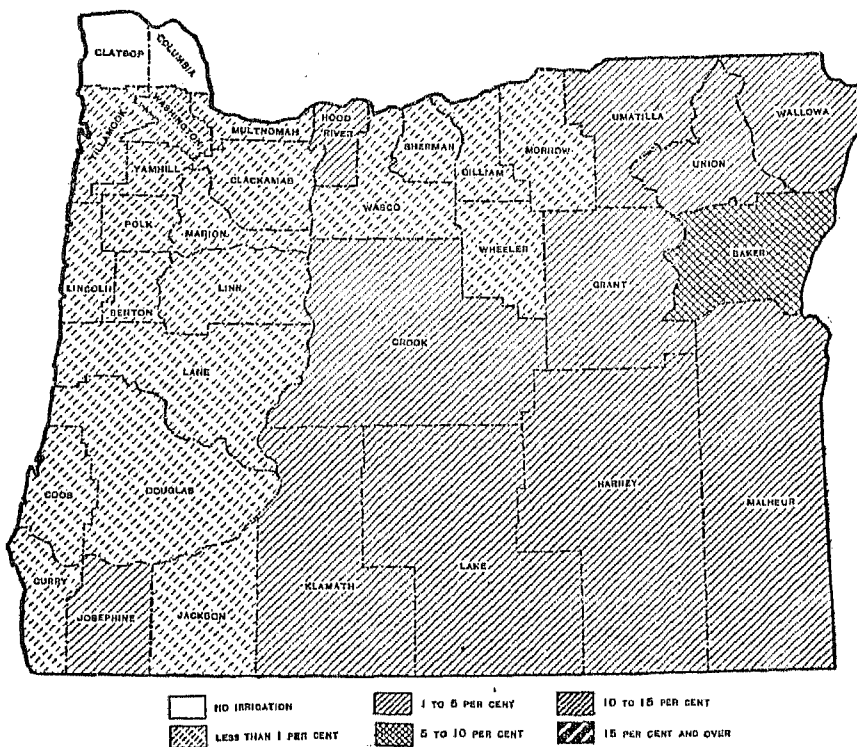 CLATSOP
COLUMBIA
TILLAMOOK
WASHINGTON
MULTNOMAH
HOOD RIVER
SHERMAN
GILLIAM
MORROW
UMATILLA
UNION
WALLOWA
YAMHILL
CLACKAMAS
WASCO
POLK
MARION
WHEELER
BAKER
LINCOLN
BENTON
LINN
GRANT
CROOK
LANE
COOS
DOUGLAS
HARNEY
MALHEUR
CURRY
JOSEPHINE
JACKSON
KLAMATH
LAKE
NO IRRIGATION
1 TO 5 PER CENT
10 TO 15 PER CENT
LESS THAN 1 PER CENT
5 TO 10 PER CENT
15 PER CENT AND OVER